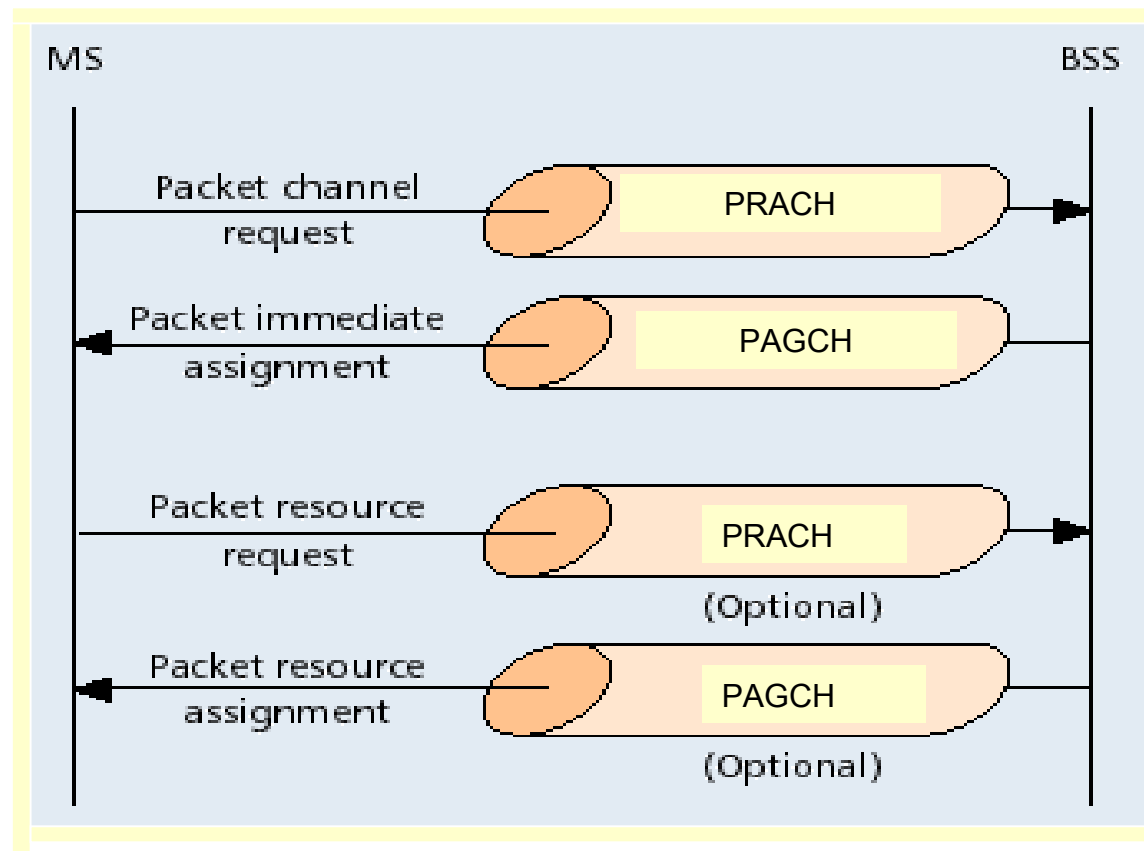 MS
BSS
Packet channel
request
PRACH
Packet immediate
assignment
PAGCH
Packet resource
request
PRACH
(Optional)
Packet resource
assignment
PAGCH
(Optional)